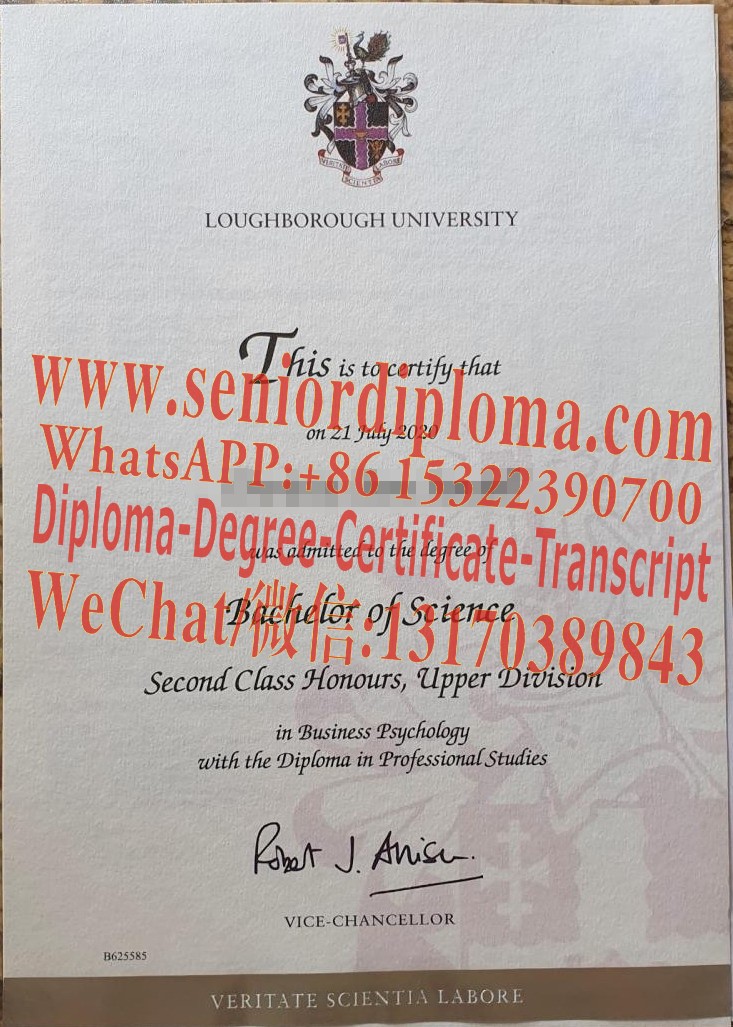 VERITATE SCIENTIA LABORE
LOUGHBOROUGH UNIVERSITY
This is to certify that
www.seniordiploma.com
on 21 July 2020
WhatsAPP:+86 15322390700
Diploma-Degree-Certificate-Transcript
was admitted to the degree of
WeChat/微信:13170389843
Bachelor of Science
Second Class Honours, Upper Division
in Business Psychology
with the Diploma in Professional Studies
Robert J. Allison
VICE-CHANCELLOR
B625585
VERITATE SCIENTIA LABORE